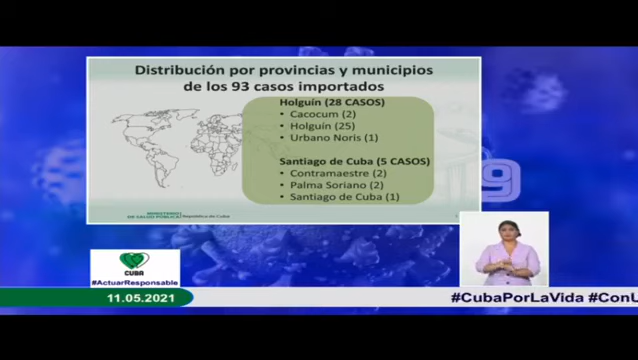 Distribución por provincias y municipios
de los 93 casos importados
Holguín (28 CASOS)
• Cacocum (2)
• Holguín (25)
• Urbano Noris (1)
Santiago de Cuba (5 CASOS)
• Contramaestre (2)
• Palma Soriano (2)
• Santiago de Cuba (1)
MINISTERIO
DE SALUD PÚBLICA República de Cuba
9
CUBA
#ActuarResponsable
11.05.2021
#CubaPorLaVida #ConU